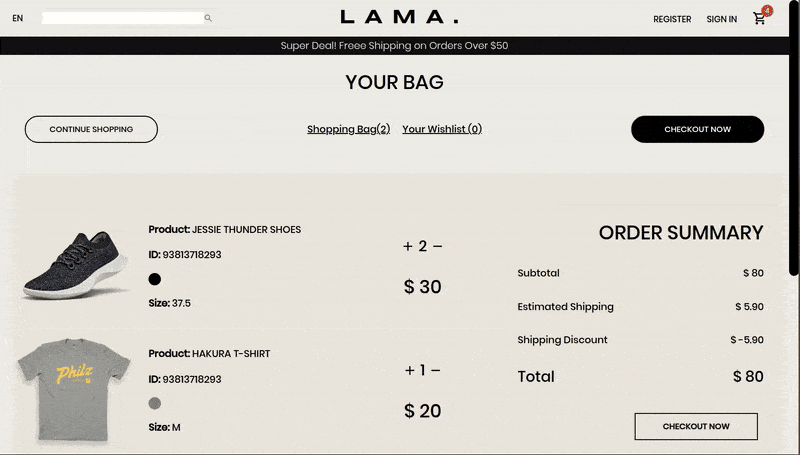 EN
LAMA.
REGISTER
SIGN IN
4
Super Deal! Freee Shipping on Orders Over $50
YOUR BAG
CONTINUE SHOPPING
Shopping Bag(2)
Your Wishlist (0)
CHECKOUT NOW
Product: JESSIE THUNDER SHOES
ID: 93813718293
Size: 37.5
+ 2 −
$ 30
Philz
Product: HAKURA T-SHIRT
ID: 93813718293
Size: M
+ 1 −
$ 20
ORDER SUMMARY
Subtotal $ 80
Estimated Shipping $ 5.90
Shipping Discount $ -5.90
Total $ 80
CHECKOUT NOW